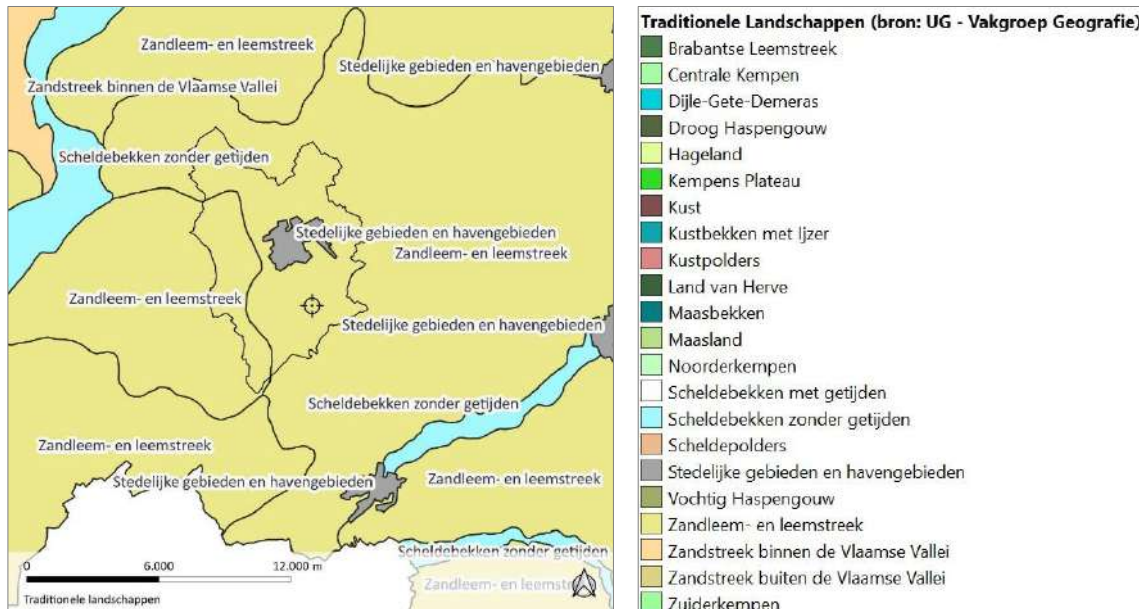 Zandleem- en leemstreek
Stedelijke gebieden en havengebieden
Zandstreek binnen de Vlaamse Vallei
Scheldebekken zonder getijden
Stedelijke gebieden en havengebieden
Zandleem- en leemstreek
Zandleem- en leemstreek
Stedelijke gebieden en havengebieden
Scheldebekken zonder getijden
Zandleem- en leemstreek
Stedelijke gebieden en havengebieden
Zandleem- en leemstreek
Scheldebekken zonder getijden
Zandleem- en leemstreek
0 6.000 12.000 m
Traditionele landschappen
Traditionele Landschappen (bron: UG - Vakgroep Geografie)
Brabantse Leemstreek
Centrale Kempen
Dijle-Gete-Demeras
Droog Haspengouw
Hageland
Kempens Plateau
Kust
Kustbekken met Ijzer
Kustpolders
Land van Herve
Maasbekken
Maasland
Noorderkempen
Scheldebekken met getijden
Scheldebekken zonder getijden
Scheldepolders
Stedelijke gebieden en havengebieden
Vochtig Haspengouw
Zandleem- en leemstreek
Zandstreek binnen de Vlaamse Vallei
Zandstreek buiten de Vlaamse Vallei
Zuiderkempen